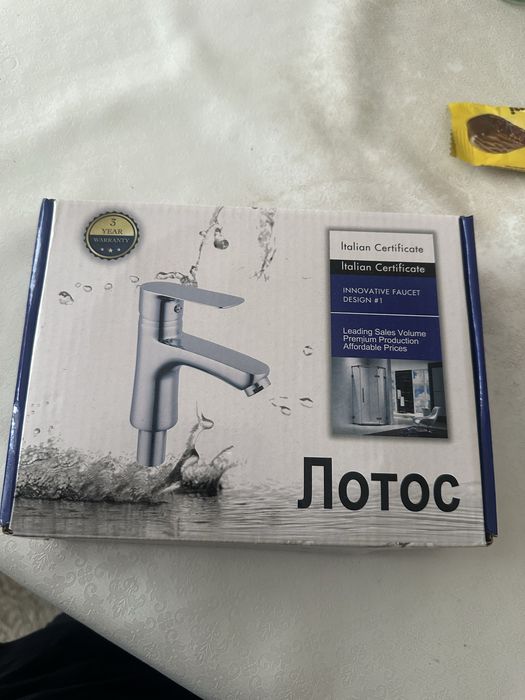 3
YEAR
WARRANTY
Italian Certificate
Italian Certificate
INNOVATIVE FAUCET
DESIGN #1
Leading Sales Volume
Premium Production
Affordable Prices
Лотос